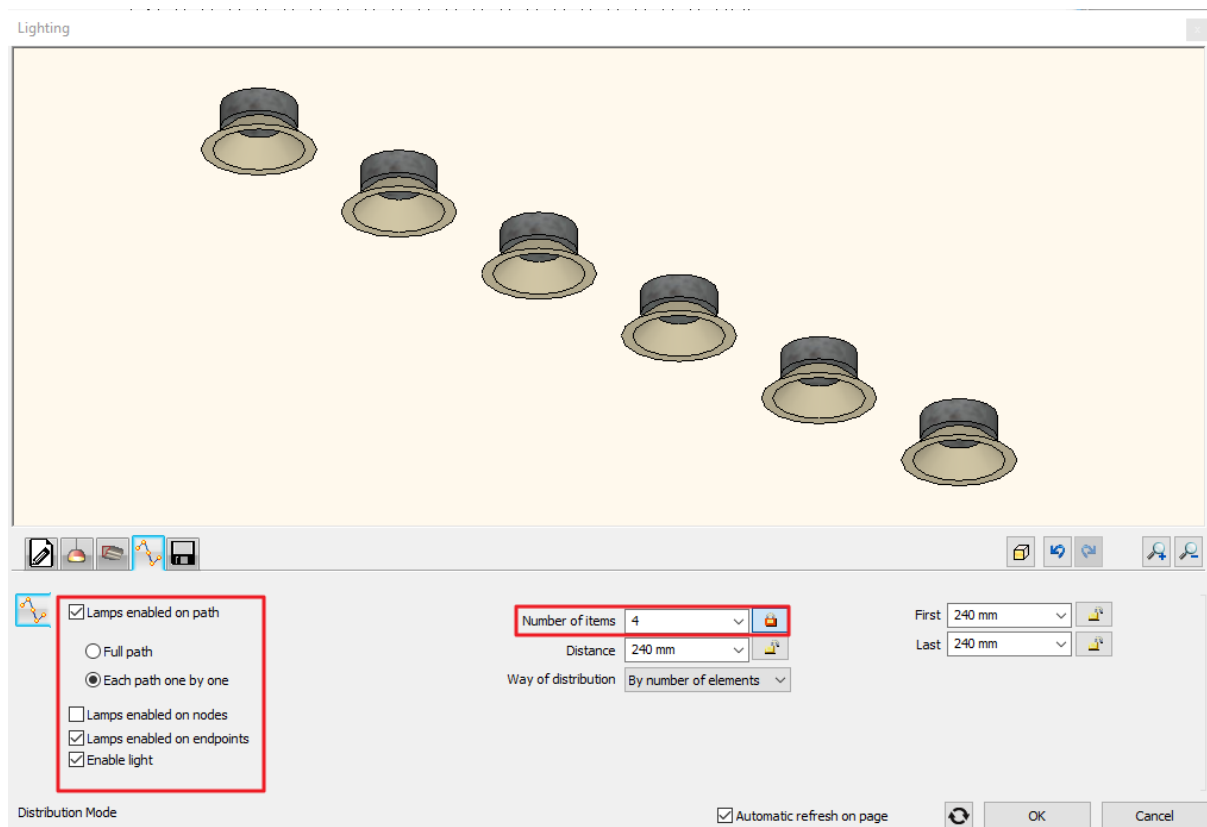 Lighting
x
Lamps enabled on path
Full path
Each path one by one
Lamps enabled on nodes
Lamps enabled on endpoints
Enable light
Number of items 4
Distance 240 mm
Way of distribution By number of elements
First 240 mm
Last 240 mm
Distribution Mode
Automatic refresh on page
OK
Cancel